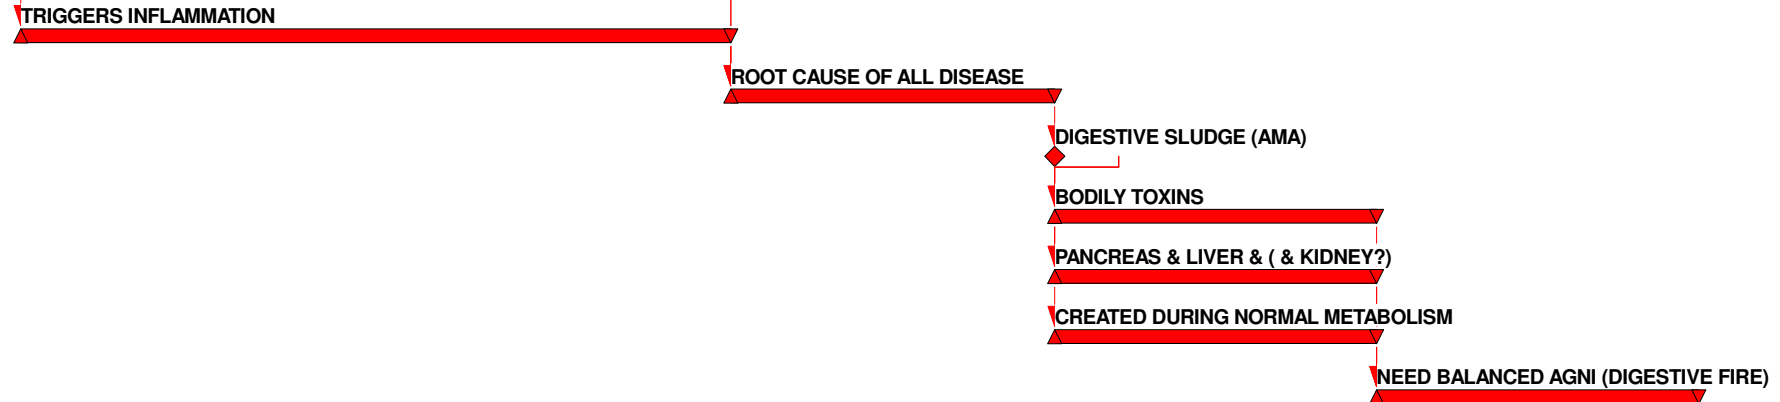 TRIGGERS INFLAMMATION
ROOT CAUSE OF ALL DISEASE
DIGESTIVE SLUDGE (AMA)
BODILY TOXINS
PANCREAS & LIVER & ( & KIDNEY?)
CREATED DURING NORMAL METABOLISM
NEED BALANCED AGNI (DIGESTIVE FIRE)